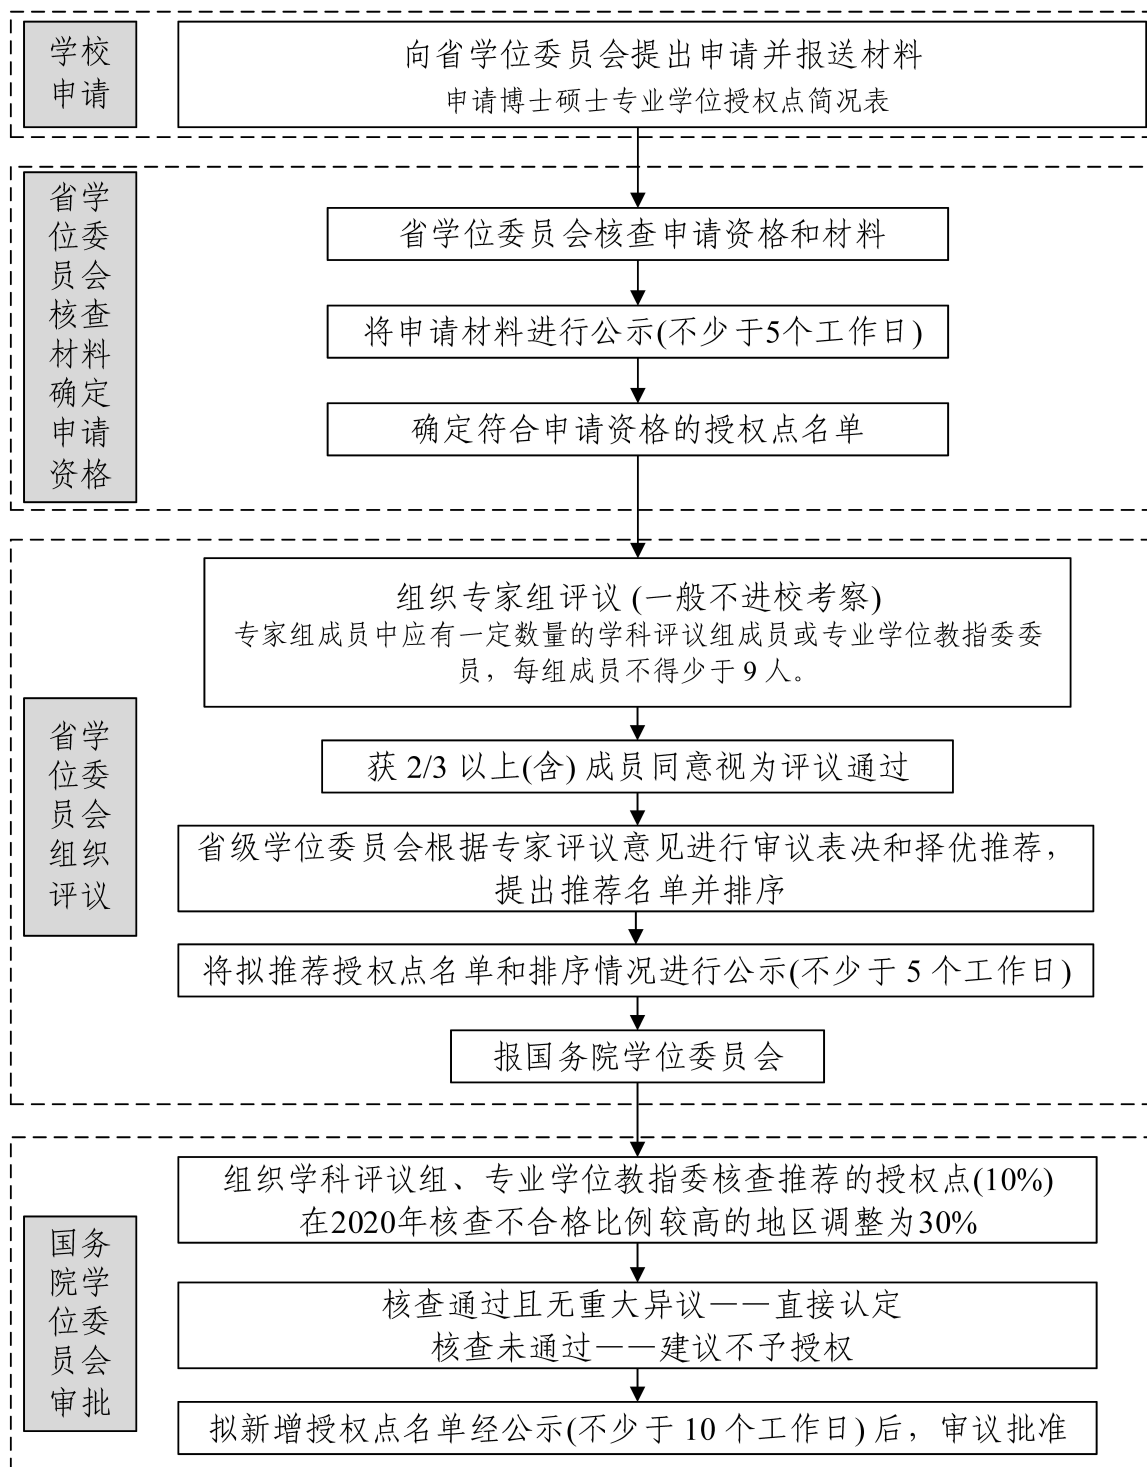 学校
申请
向省学位委员会提出申请并报送材料
申请博士硕士专业学位授权点简况表
省学
位委
员会
核查
材料
确定
申请
资格
省学位委员会核查申请资格和材料
将申请材料进行公示(不少于5个工作日)
确定符合申请资格的授权点名单
省学
位委
员会
组织
评议
组织专家组评议 (一般不进校考察)
专家组成员中应有一定数量的学科评议组成员或专业学位教指委委
员，每组成员不得少于 9 人。
获 2/3 以上(含) 成员同意视为评议通过
省级学位委员会根据专家评议意见进行审议表决和择优推荐，
提出推荐名单并排序
将拟推荐授权点名单和排序情况进行公示(不少于 5 个工作日)
报国务院学位委员会
国务
院学
位委
员会
审批
组织学科评议组、专业学位教指委核查推荐的授权点(10%)
在2020年核查不合格比例较高的地区调整为30%
核查通过且无重大异议——直接认定
核查未通过——建议不予授权
拟新增授权点名单经公示(不少于 10 个工作日) 后，审议批准